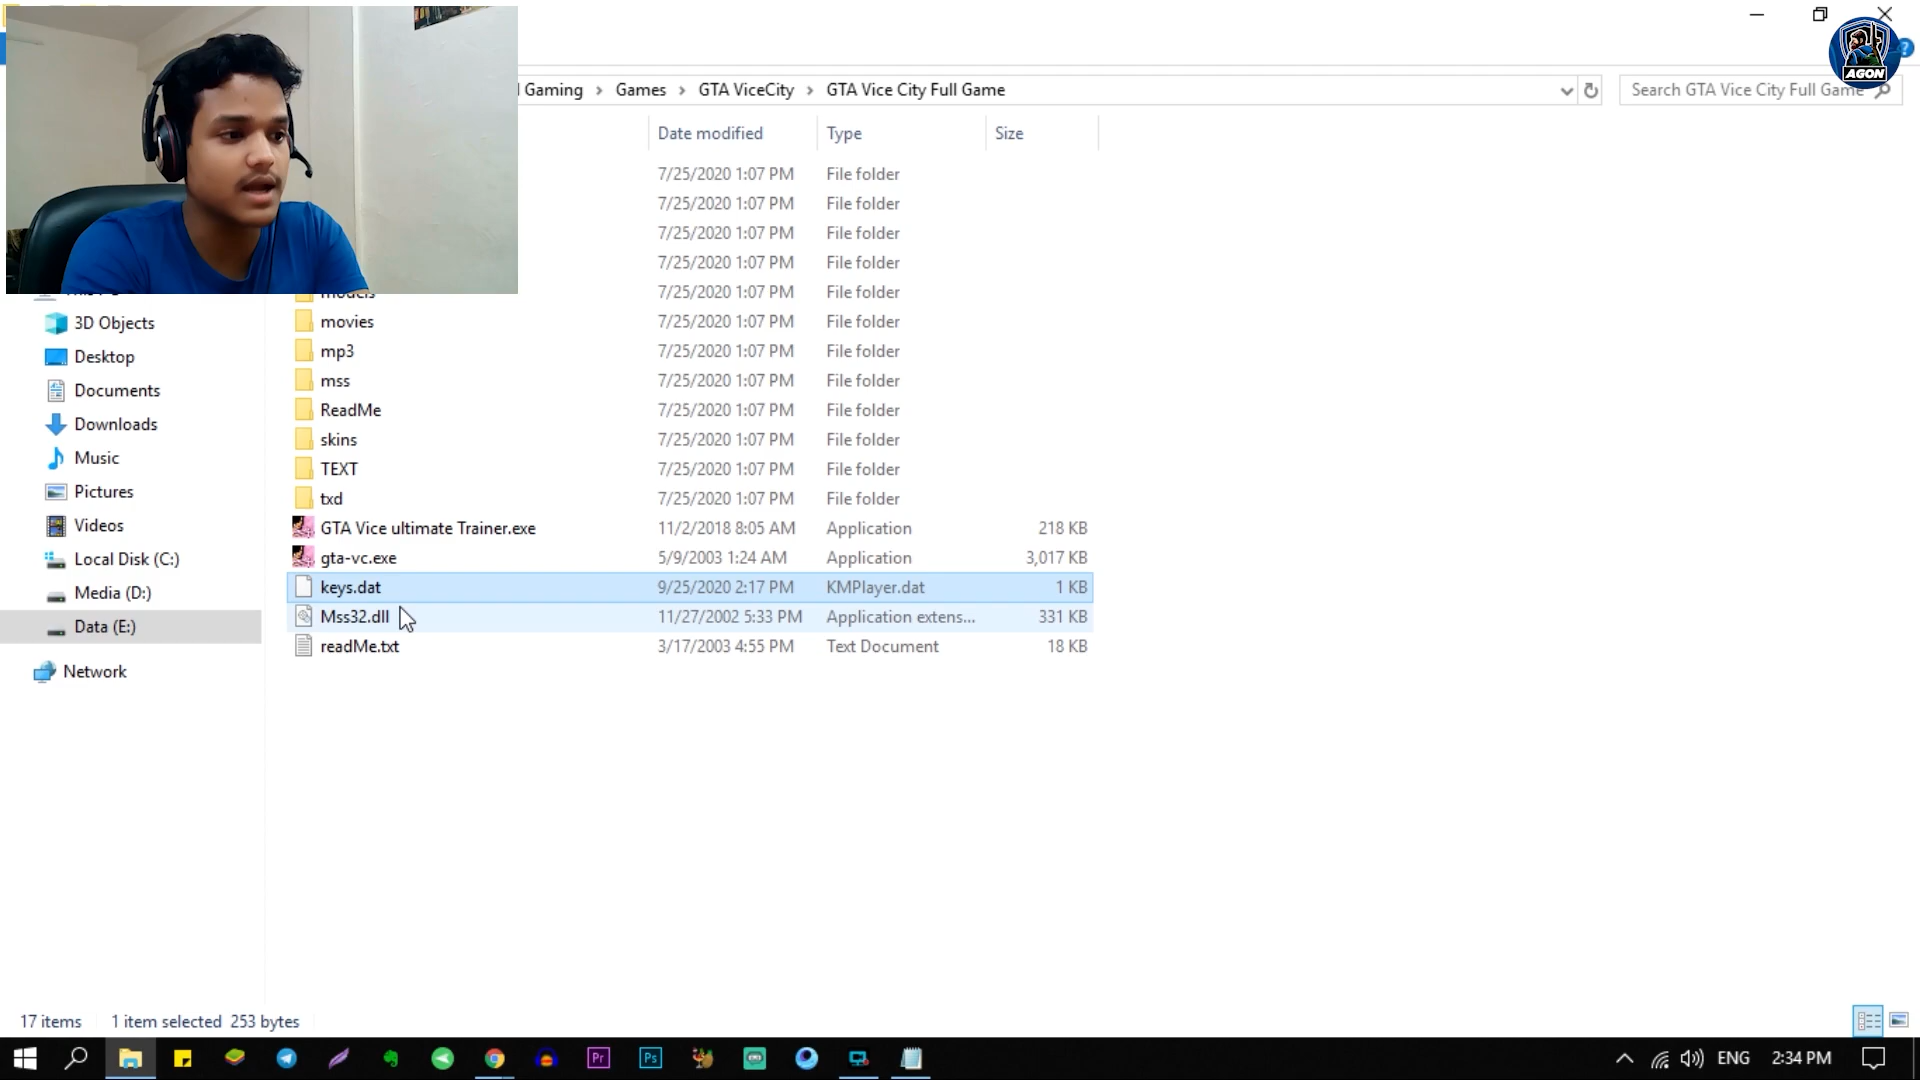 AGON
l Gaming > Games > GTA ViceCity > GTA Vice City Full Game
Search GTA Vice City Full Game
Date modified Type Size
7/25/2020 1:07 PM File folder
7/25/2020 1:07 PM File folder
7/25/2020 1:07 PM File folder
7/25/2020 1:07 PM File folder
models 7/25/2020 1:07 PM File folder
movies 7/25/2020 1:07 PM File folder
mp3 7/25/2020 1:07 PM File folder
mss 7/25/2020 1:07 PM File folder
ReadMe 7/25/2020 1:07 PM File folder
skins 7/25/2020 1:07 PM File folder
TEXT 7/25/2020 1:07 PM File folder
txd 7/25/2020 1:07 PM File folder
GTA Vice ultimate Trainer.exe 11/2/2018 8:05 AM Application 218 KB
gta-vc.exe 5/9/2003 1:24 AM Application 3,017 KB
keys.dat 9/25/2020 2:17 PM KMPlayer.dat 1 KB
Mss32.dll 11/27/2002 5:33 PM Application extens... 331 KB
readMe.txt 3/17/2003 4:55 PM Text Document 18 KB
3D Objects
Desktop
Documents
Downloads
Music
Pictures
Videos
Local Disk (C:)
Media (D:)
Data (E:)
Network
17 items 1 item selected 253 bytes
Pr Ps ENG 2:34 PM